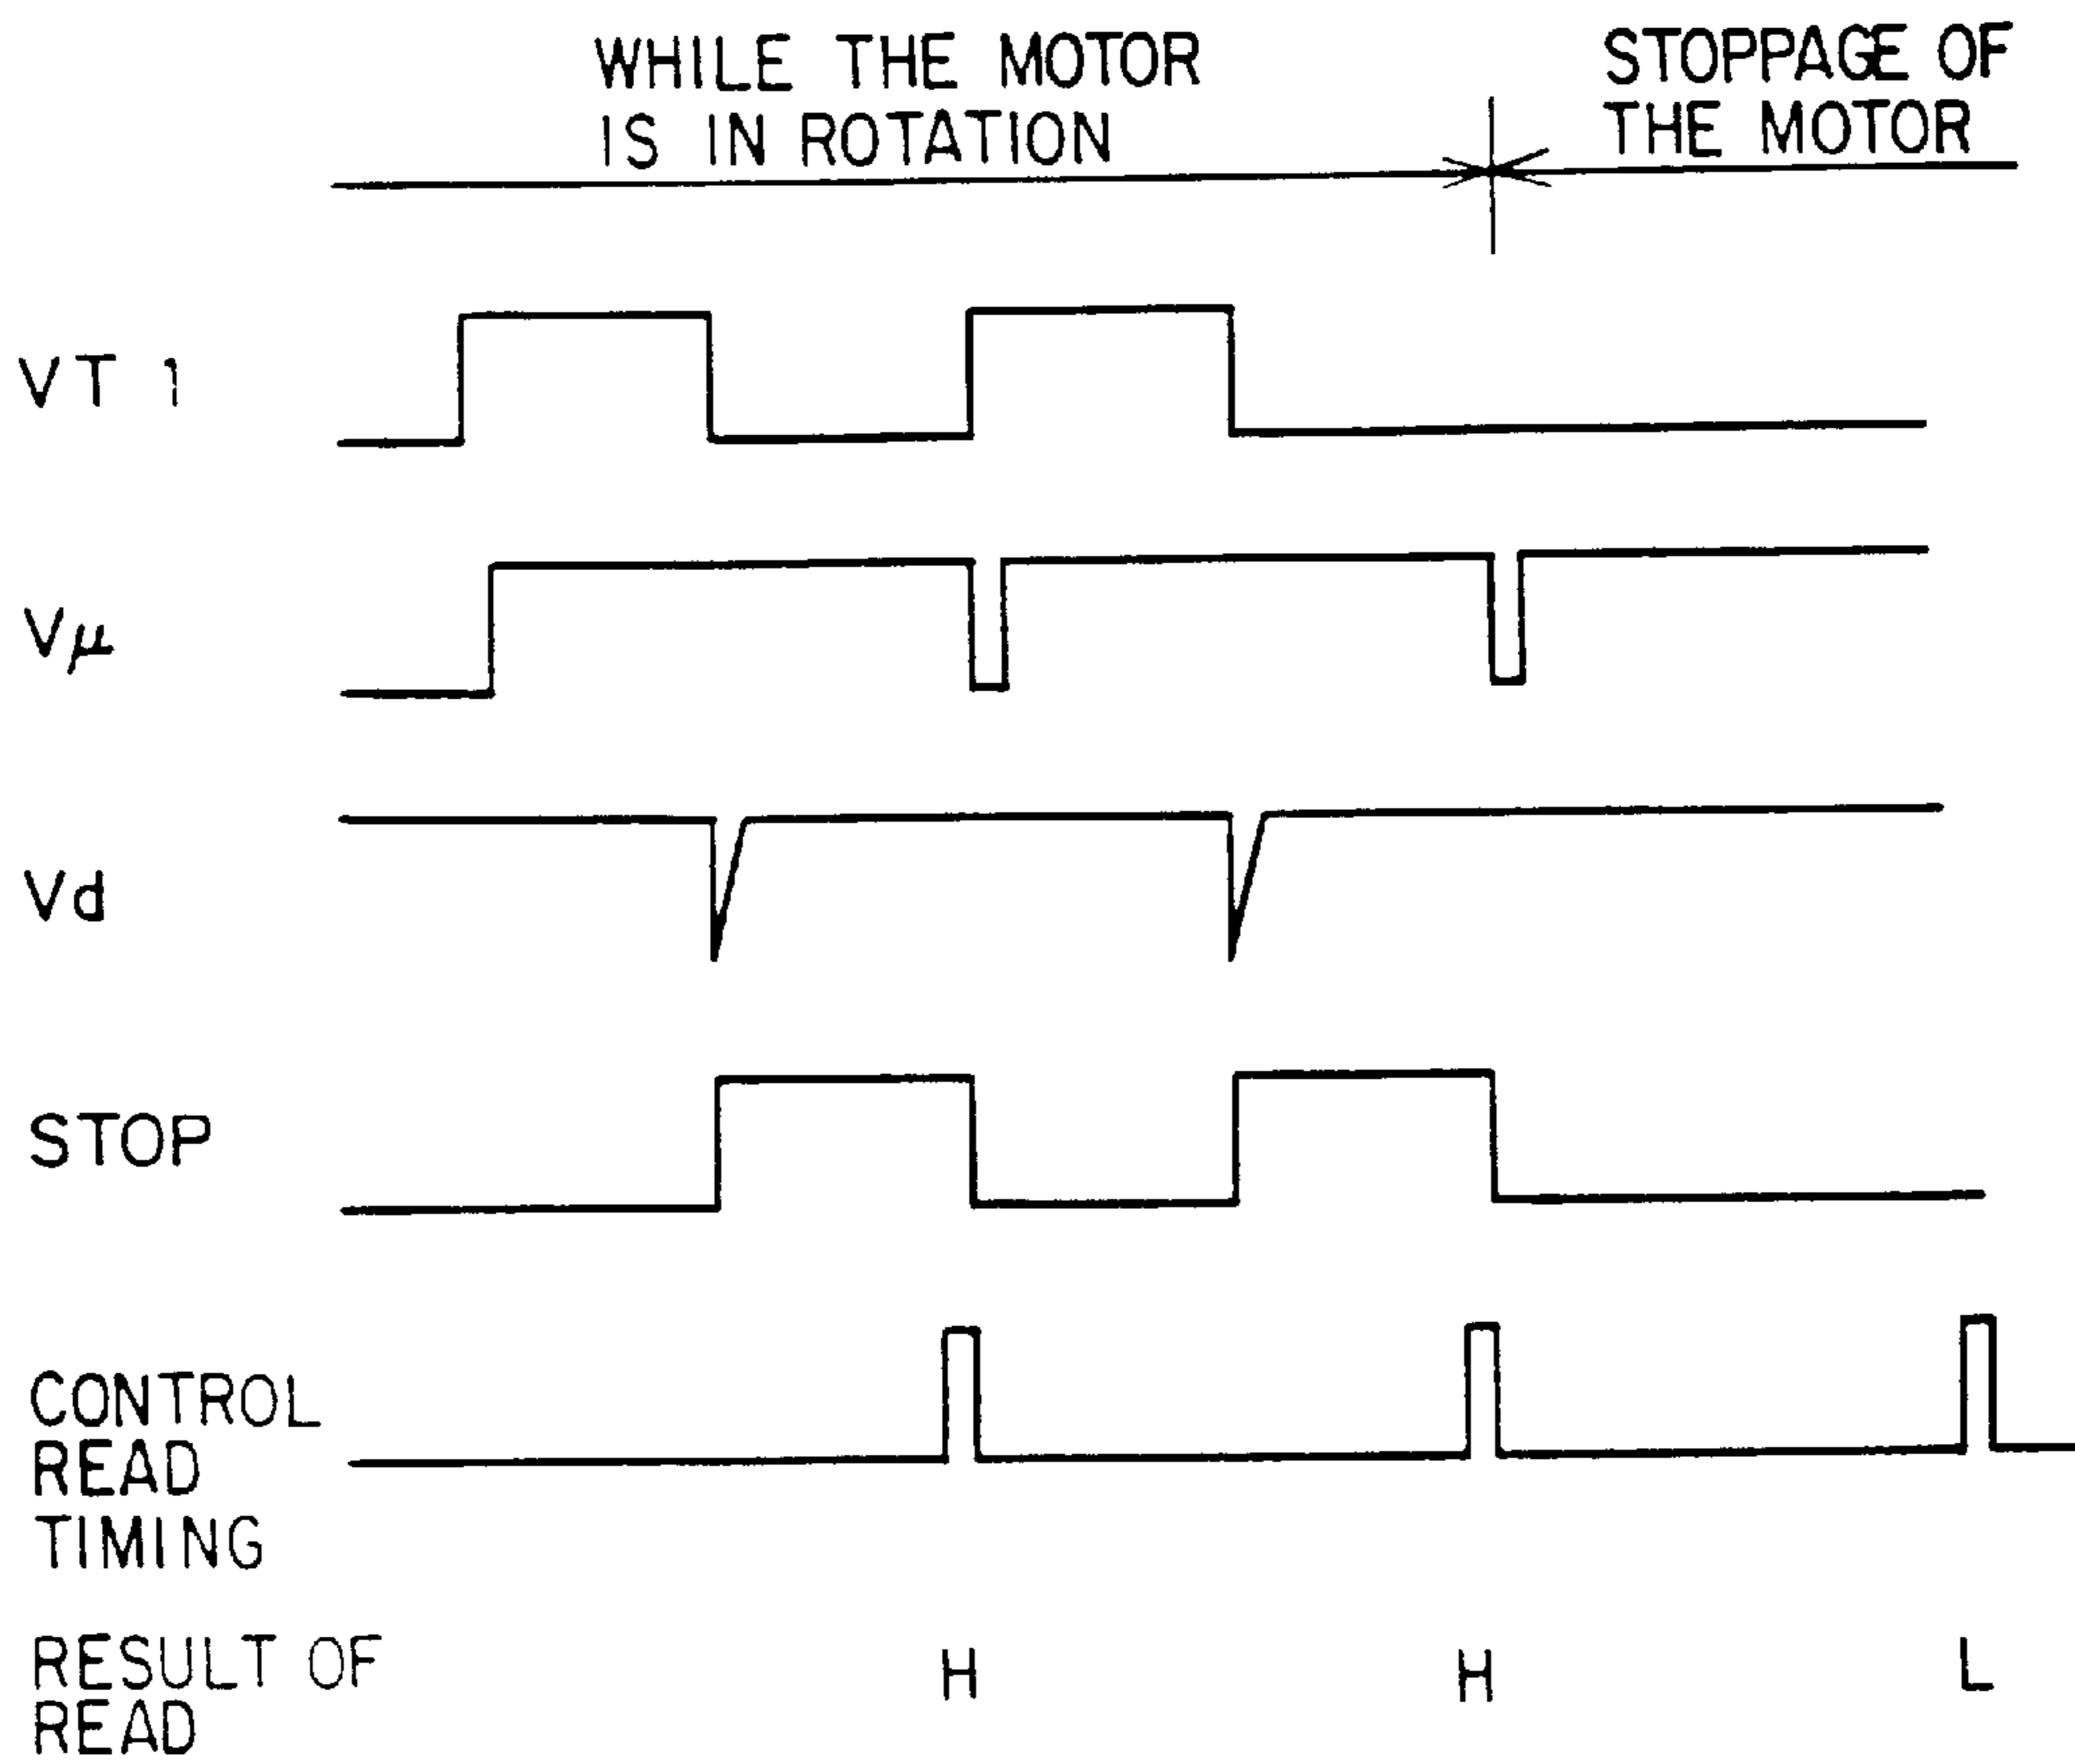 WHILE THE MOTOR
IS IN ROTATION
STOPPAGE OF
THE MOTOR
VT 1
Vμ
Vd
STOP
CONTROL
READ
TIMING
RESULT OF
READ
H H L